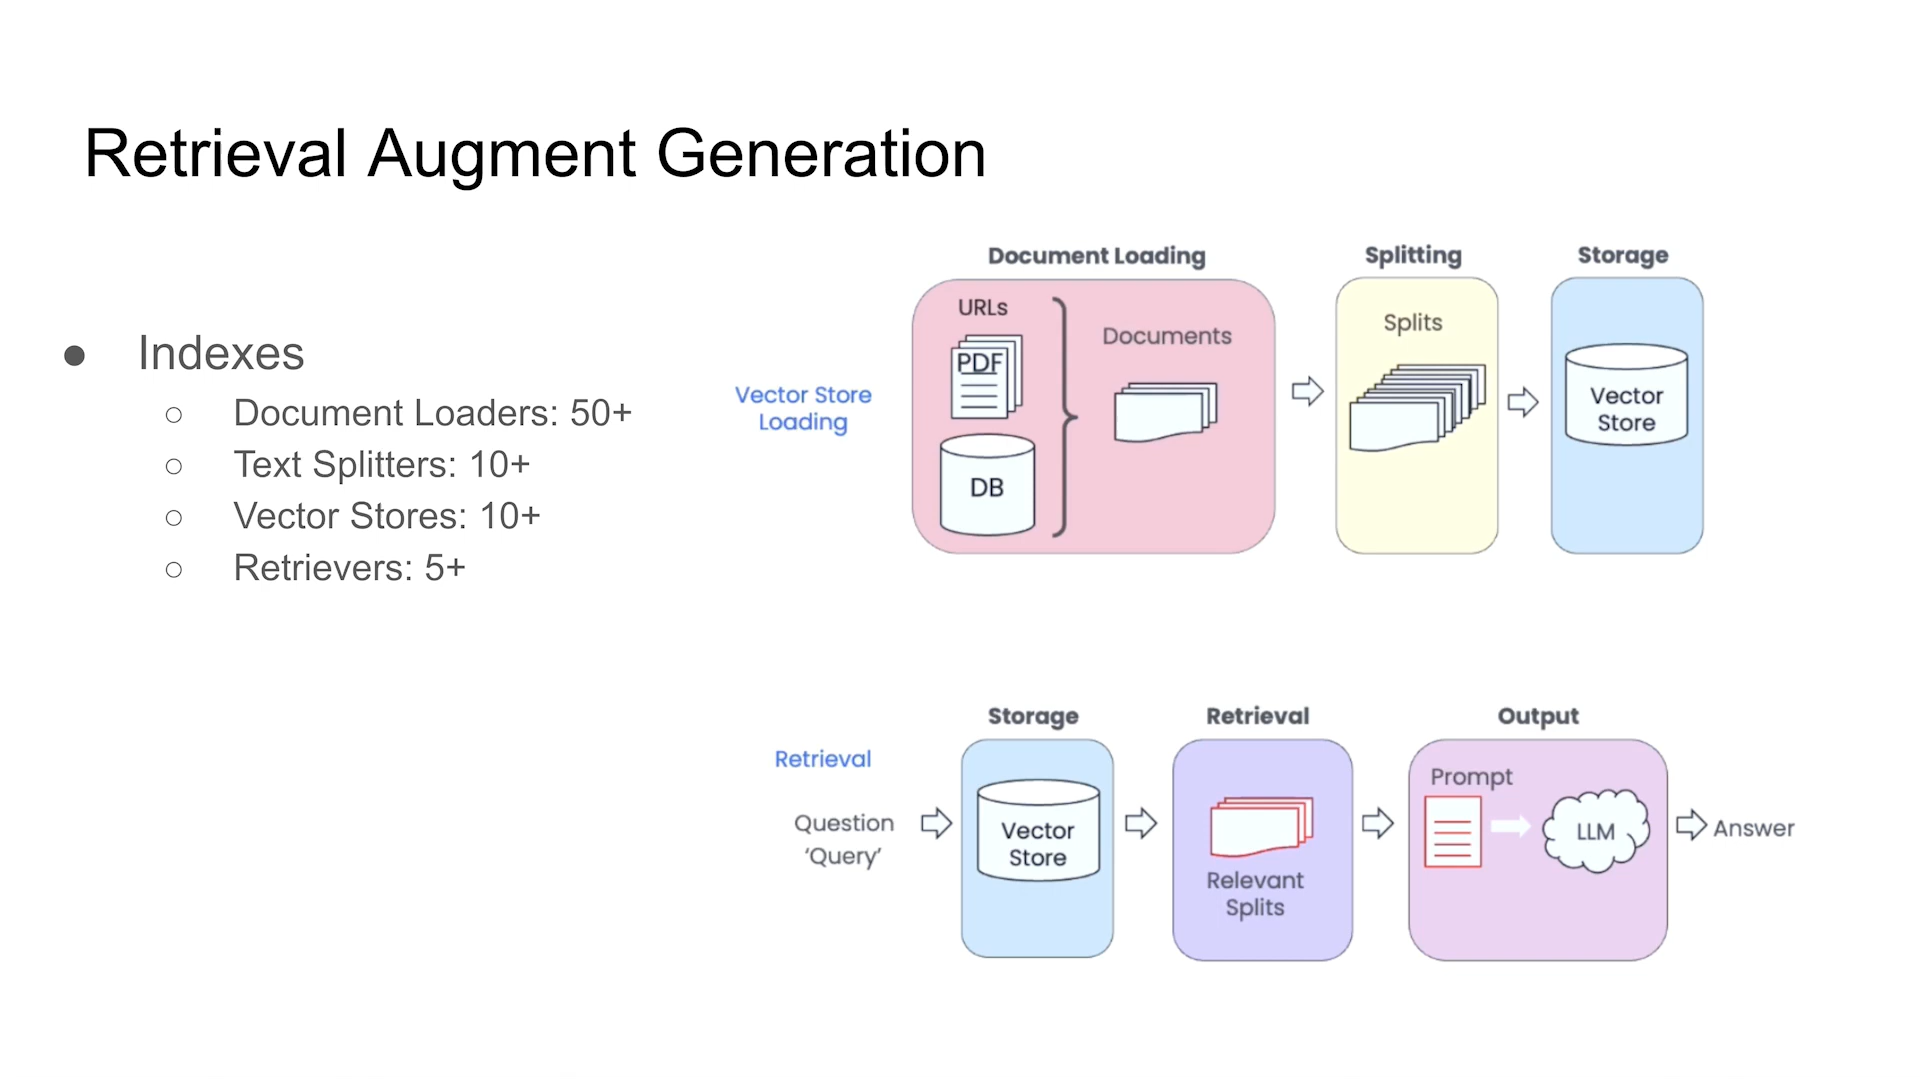 Retrieval Augment Generation
● Indexes
○ Document Loaders: 50+
○ Text Splitters: 10+
○ Vector Stores: 10+
○ Retrievers: 5+
Vector Store
Loading
Document Loading
URLs
PDF
DB
Documents
Splitting
Splits
Storage
Vector
Store
Retrieval
Question
‘Query’
Storage
Vector
Store
Retrieval
Relevant
Splits
Output
Prompt
LLM
Answer